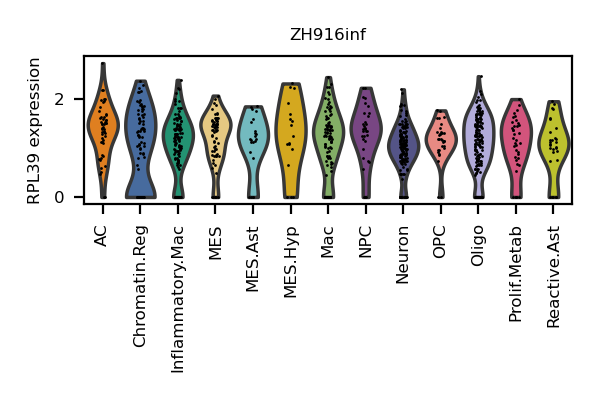 ZH916inf
RPL39 expression
2
0
AC
Chromatin.Reg
Inflammatory.Mac
MES
MES.Ast
MES.Hyp
Mac
NPC
Neuron
OPC
Oligo
Prolif.Metab
Reactive.Ast